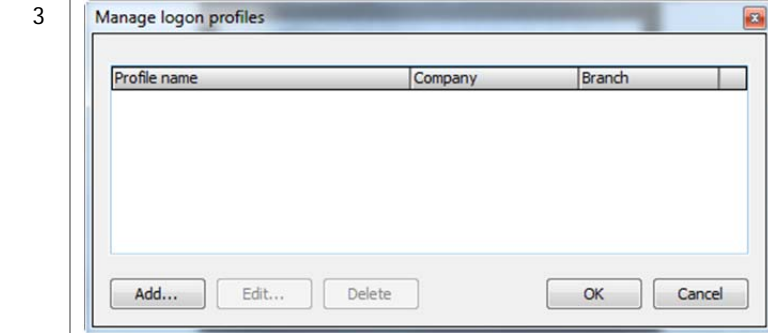 3
Manage logon profiles
Profile name Company Branch
Add... Edit... Delete OK Cancel